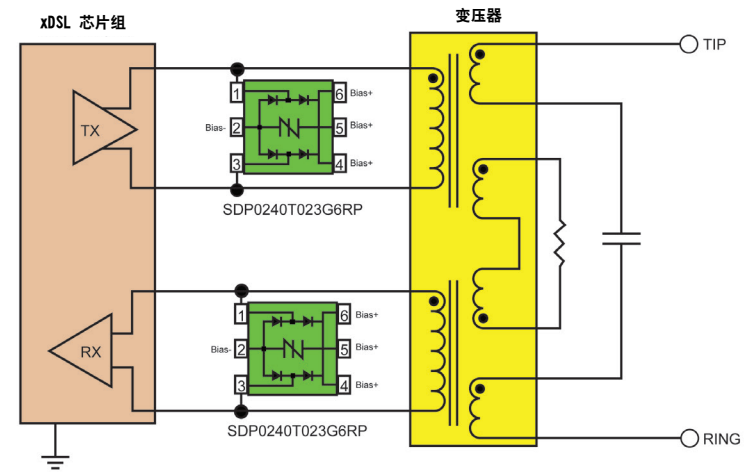 xDSL 芯片组
变压器
TIP
TX
1
2
3
6
5
4
Bias-
Bias+
Bias+
Bias+
SDP0240T023G6RP
RX
1
2
3
6
5
4
Bias-
Bias+
Bias+
Bias+
SDP0240T023G6RP
RING